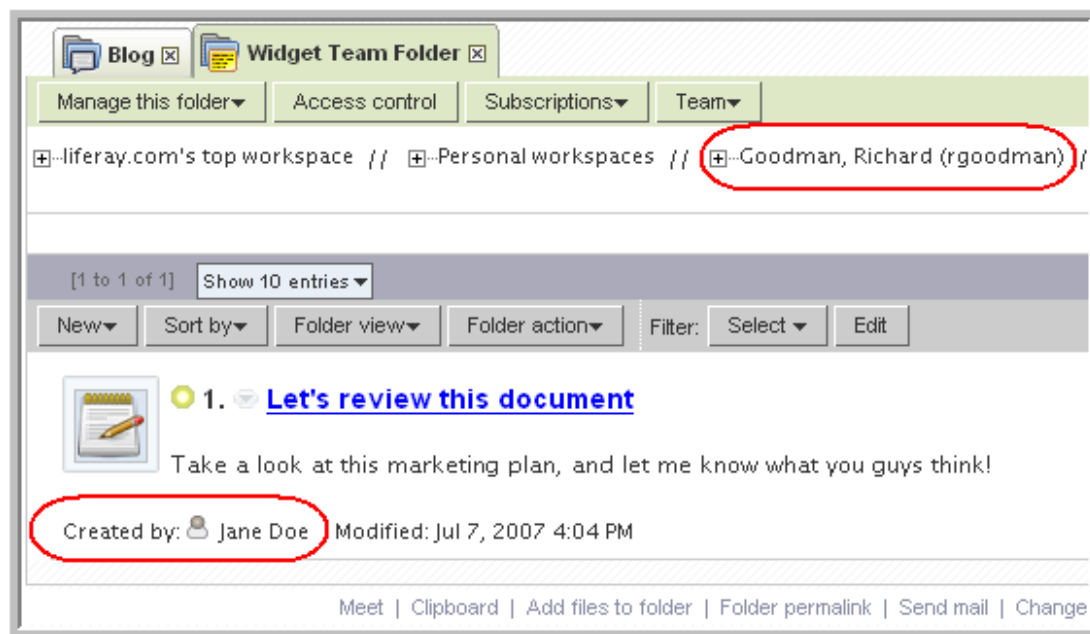 Blog Widget Team Folder
Manage this folder Access control Subscriptions Team
liferay.com's top workspace // Personal workspaces // Goodman, Richard (rgoodman) /
[1 to 1 of 1] Show 10 entries
New Sort by Folder view Folder action Filter: Select Edit
1. Let's review this document
Take a look at this marketing plan, and let me know what you guys think!
Created by: Jane Doe Modified: Jul 7, 2007 4:04 PM
Meet | Clipboard | Add files to folder | Folder permalink | Send mail | Change